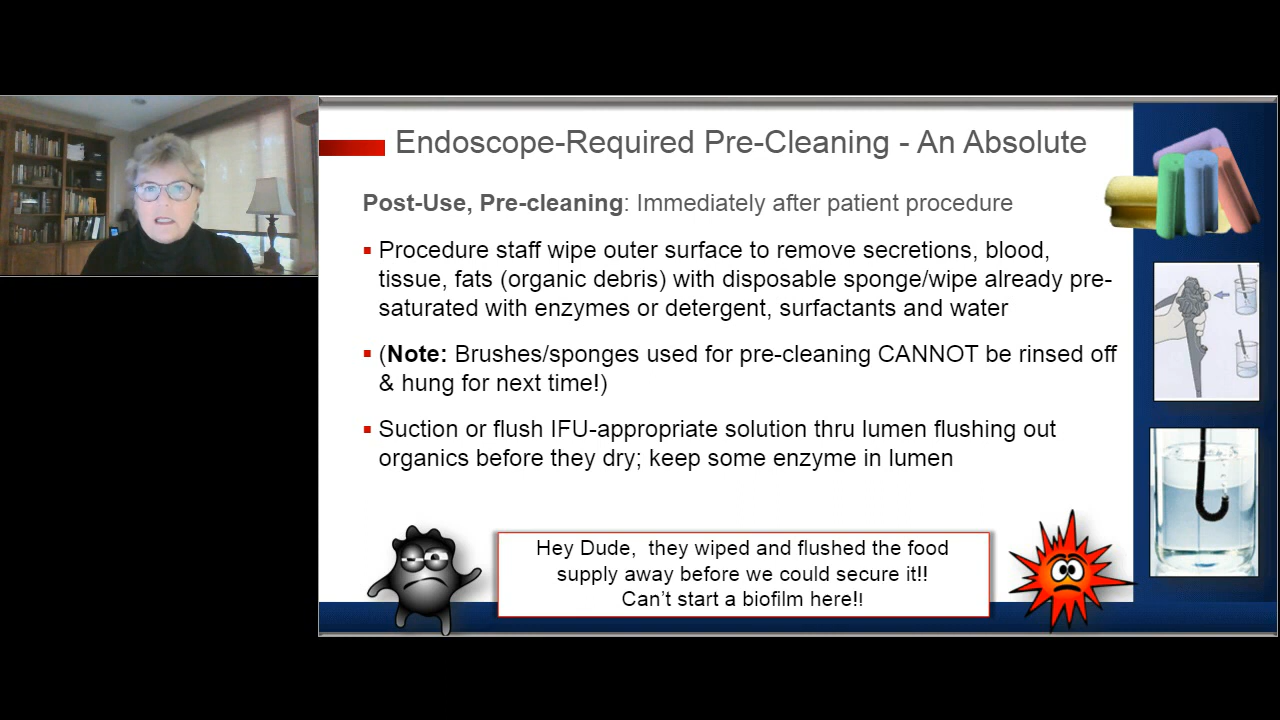 Endoscope-Required Pre-Cleaning - An Absolute
Post-Use, Pre-cleaning: Immediately after patient procedure
Procedure staff wipe outer surface to remove secretions, blood,
tissue, fats (organic debris) with disposable sponge/wipe already pre-
saturated with enzymes or detergent, surfactants and water
(Note: Brushes/sponges used for pre-cleaning CANNOT be rinsed off
& hung for next time!)
Suction or flush IFU-appropriate solution thru lumen flushing out
organics before they dry; keep some enzyme in lumen
Hey Dude, they wiped and flushed the food
supply away before we could secure it!!
Can't start a biofilm here!!